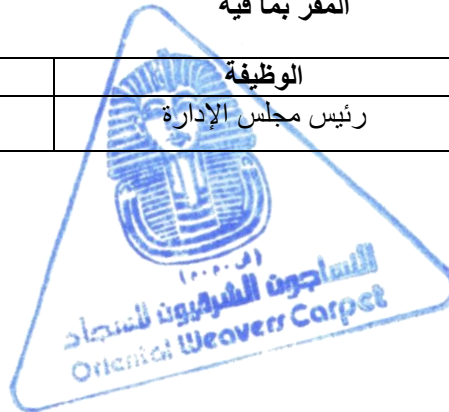 المقر بما فيه
الوظيفة
رئيس مجلس الإدارة
(ش.م.م)
النساجون الشرقيون للسجاد
Oriental Weavers Carpet